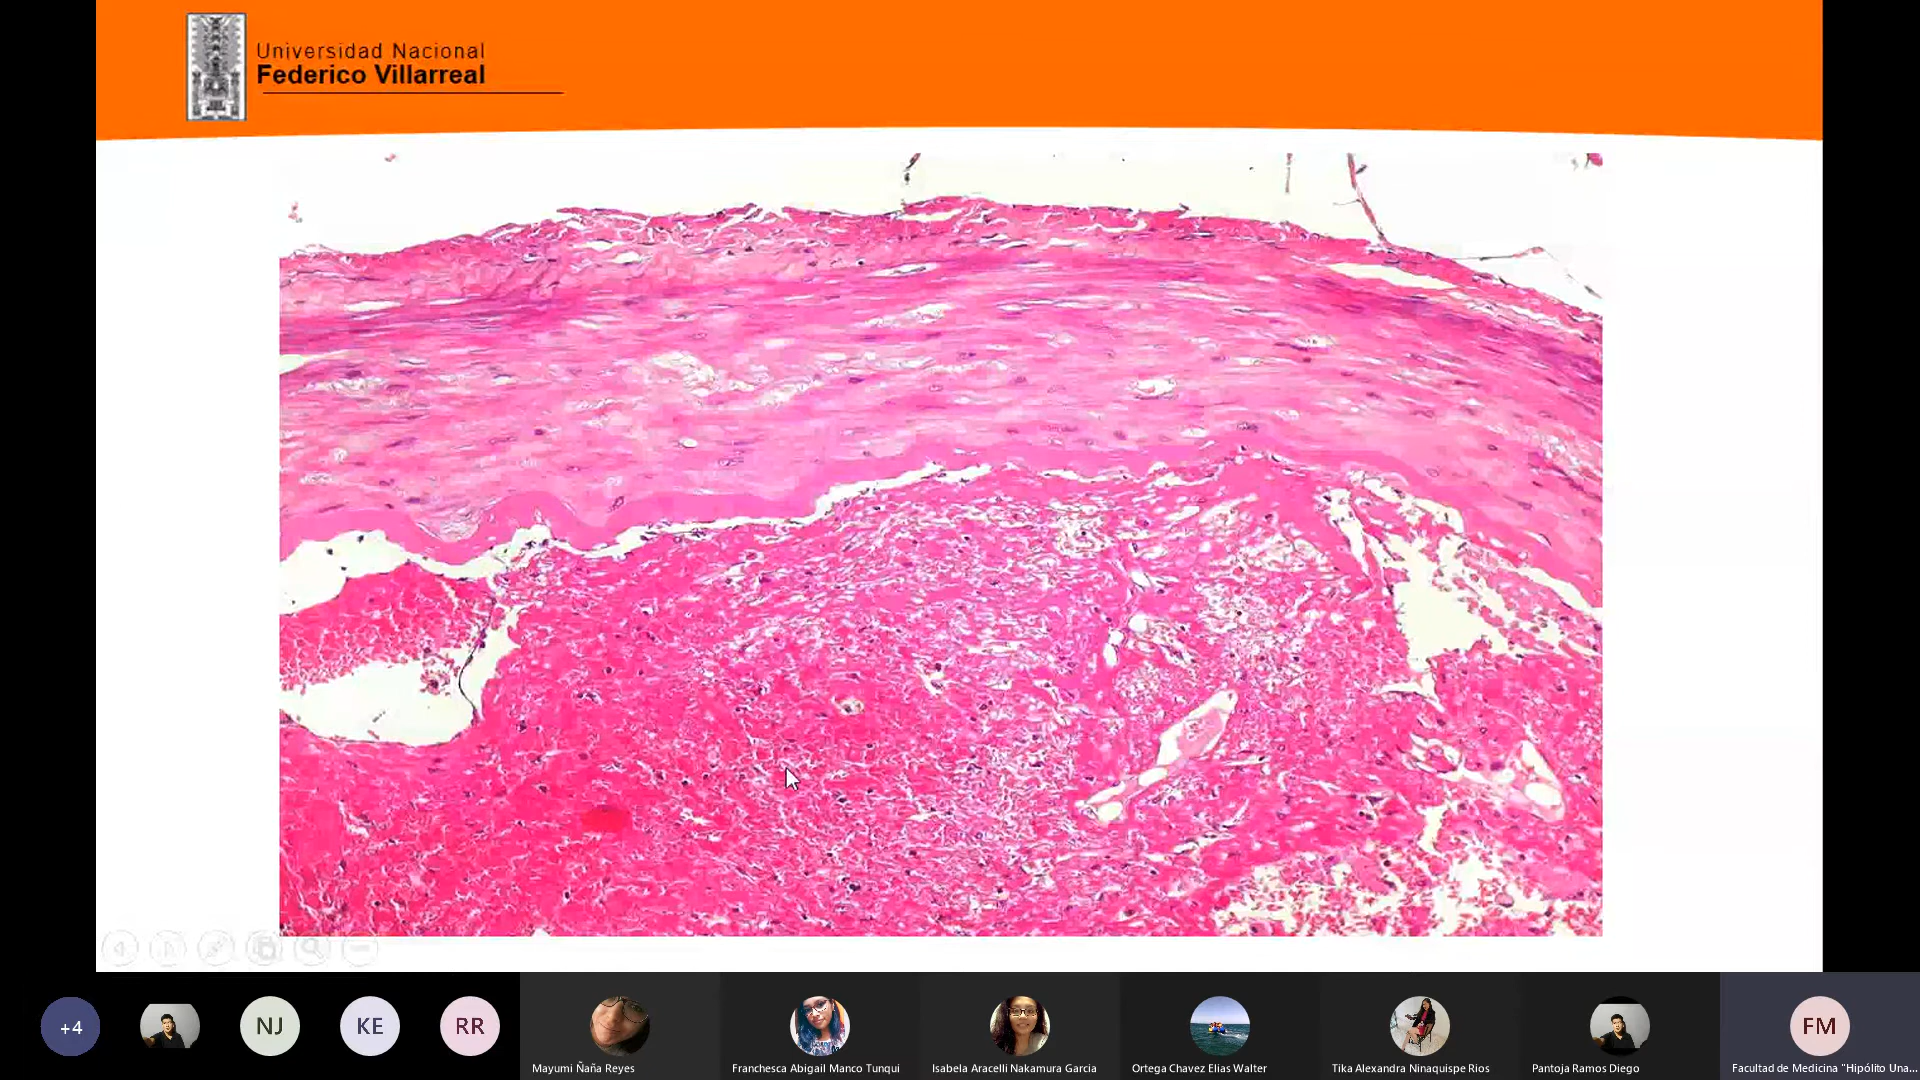 Universidad Nacional
Federico Villarreal
+4
NJ
KE
RR
FM
Mayumi Ñaña Reyes
Franchesca Abigail Manco Tunqui
Isabela Aracelli Nakamura Garcia
Ortega Chavez Elias Walter
Tika Alexandra Ninaquispe Rios
Pantoja Ramos Diego
Facultad de Medicina "Hipólito Una...